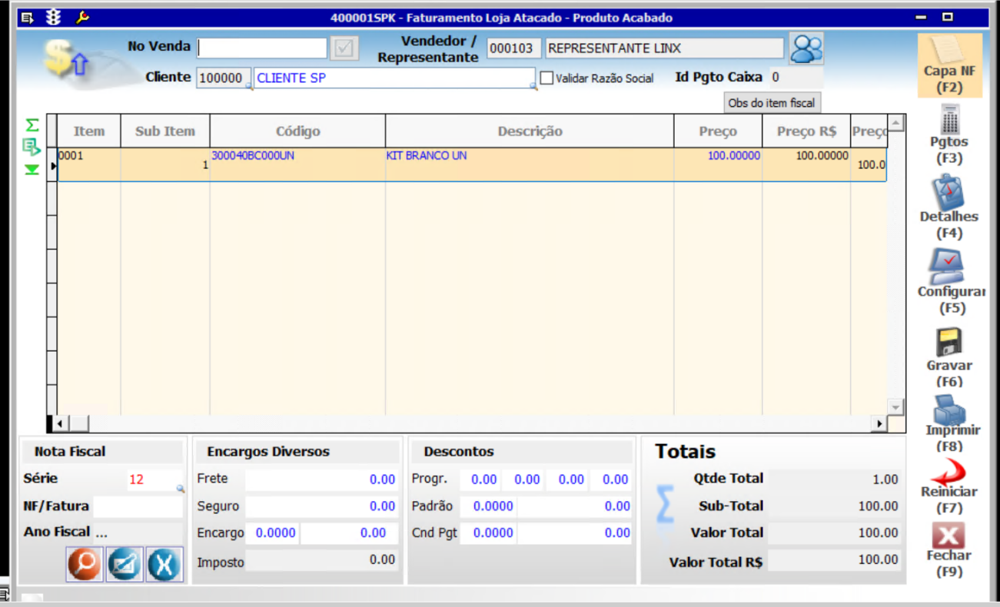 400001SPK - Faturamento Loja Atacado - Produto Acabado
No Venda
Vendedor / Representante 000103 REPRESENTANTE LINX
Cliente 100000 CLIENTE SP Validar Razão Social Id Pgto Caixa 0
Obs do item fiscal
Item Sub Item Código Descrição Preço Preço R$ Preço
0001 1 300040BC000UN KIT BRANCO UN 100.00000 100.00000 100.0
Capa NF
(F2)
Pgtos
(F3)
Detalhes
(F4)
Configurar
(F5)
Gravar
(F6)
Imprimir
(F8)
Reiniciar
(F7)
Fechar
(F9)
Nota Fiscal
Série 12
NF/Fatura
Ano Fiscal ...
Encargos Diversos
Frete 0.00
Seguro 0.00
Encargo 0.0000 0.00
Imposto 0.00
Descontos
Progr. 0.00 0.00 0.00 0.00
Padrão 0.0000 0.00
Cnd Pgt 0.0000 0.00
Totais
Qtde Total 1.00
Sub-Total 100.00
Valor Total 100.00
Valor Total R$ 100.00